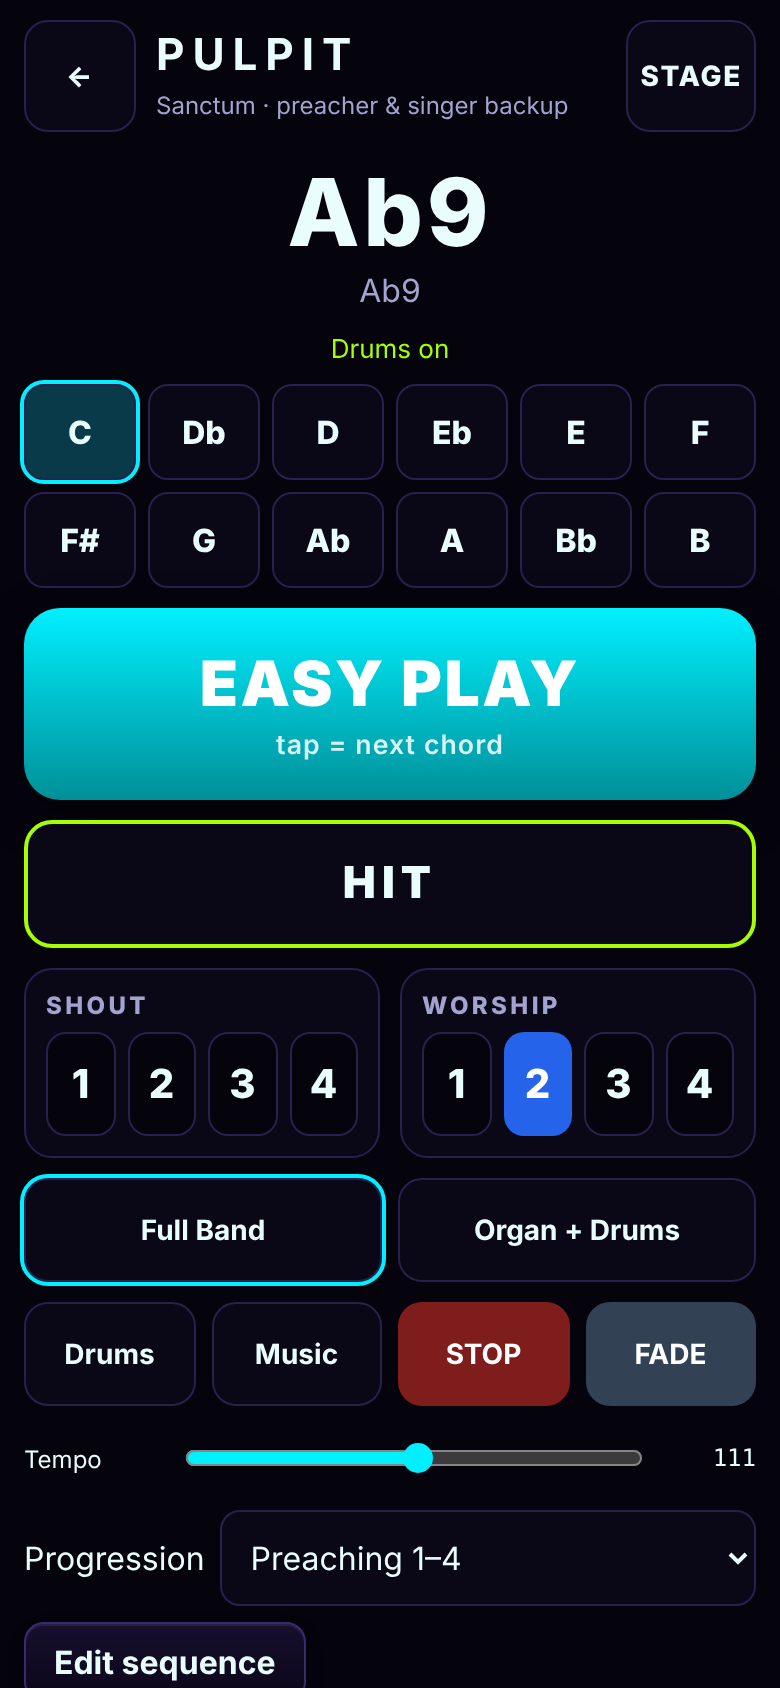 ←
PULPIT
Sanctum · preacher & singer backup
STAGE
Ab9
Ab9
Drums on
C Db D Eb E F
F# G Ab A Bb B
EASY PLAY
tap = next chord
HIT
SHOUT
1 2 3 4
WORSHIP
1 2 3 4
Full Band Organ + Drums
Drums Music STOP FADE
Tempo 111
Progression Preaching 1–4
Edit sequence